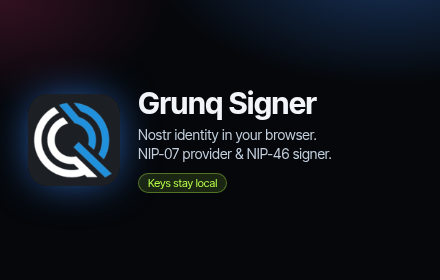 Grunq Signer
Nostr identity in your browser.
NIP-07 provider & NIP-46 signer.
Keys stay local